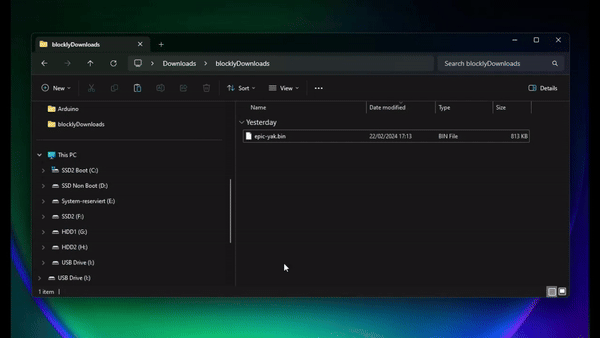 blocklyDownloads
Downloads > blocklyDownloads
Search blocklyDownloads
New
Sort
View
Details
Arduino
blocklyDownloads
This PC
SSD2 Boot (C:)
SSD Non Boot (D:)
System-reserviert (E:)
SSD2 (F:)
HDD1 (G:)
HDD2 (H:)
USB Drive (I:)
USB Drive (I:)
Name Date modified Type Size
Yesterday
epic-yak.bin 22/02/2024 17:13 BIN File 813 KB
1 item